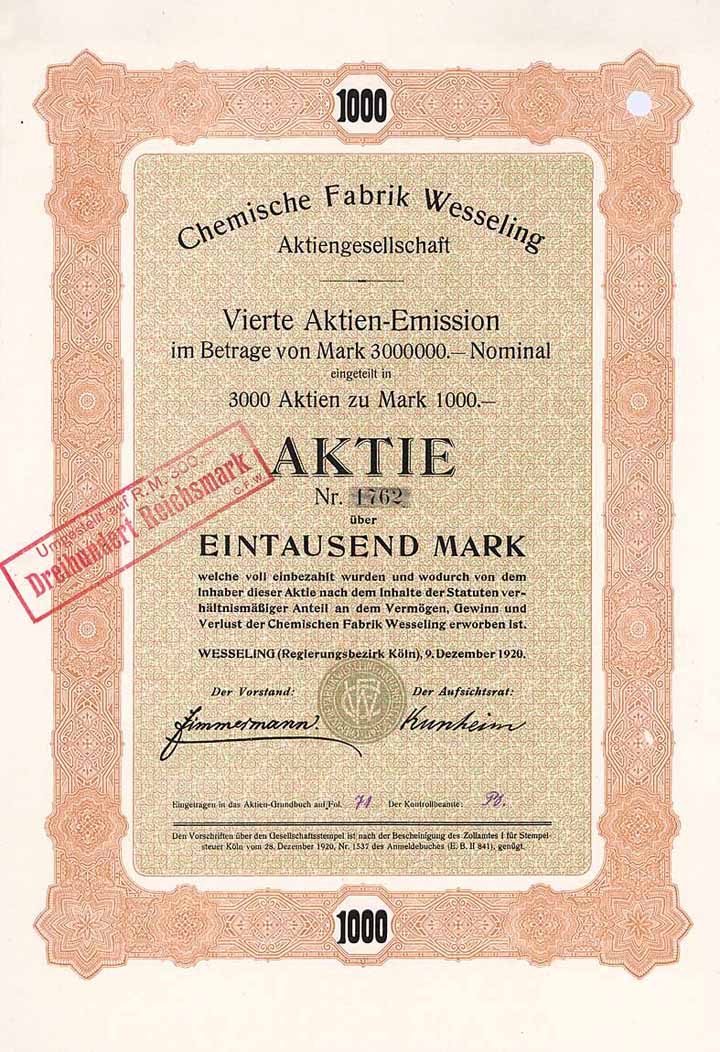 1000
Chemische Fabrik Wesseling
Aktiengesellschaft
Vierte Aktien-Emission
im Betrage von Mark 3000000.— Nominal
eingeteilt in
3000 Aktien zu Mark 1000.—
AKTIE
Nr. 1762
über
EINTAUSEND MARK
Umgestellt auf R.M. 300.—
Dreihundert Reichsmark
C.F.W.
welche voll einbezahlt wurden und wodurch von dem
Inhaber dieser Aktie nach dem Inhalte der Statuten ver-
hältnismäßiger Anteil an dem Vermögen, Gewinn und
Verlust der Chemischen Fabrik Wesseling erworben ist.
WESSELING (Regierungsbezirk Köln), 9. Dezember 1920.
Der Vorstand: Der Aufsichtsrat:
Zimmermann. Kunheim
Eingetragen in das Aktien-Grundbuch auf Fol. 71 Der Kontrollbeamte:
Den Vorschriften über den Gesellschaftsstempel ist nach der Bescheinigung des Zollamtes I für Stempel-
steuer Köln vom 28. Dezember 1920, Nr. 1537 des Anmeldebuches (E. B. II 841), genügt.
1000